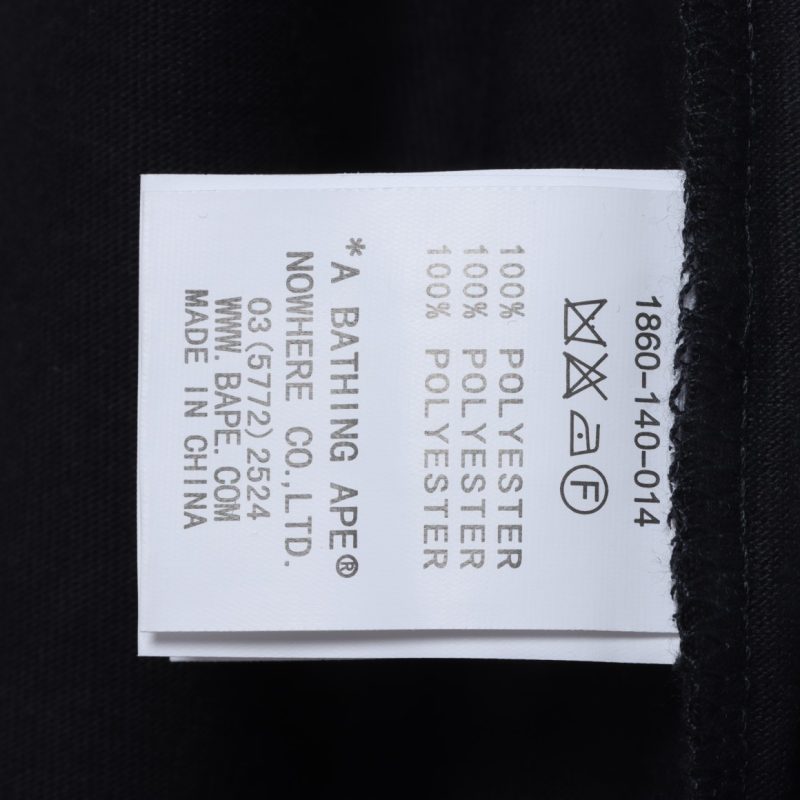 1860-140-014
F
100% POLYESTER
100% POLYESTER
100% POLYESTER
*A BATHING APE®
NOWHERE CO.,LTD.
03(5772)2524
WWW.BAPE.COM
MADE IN CHINA